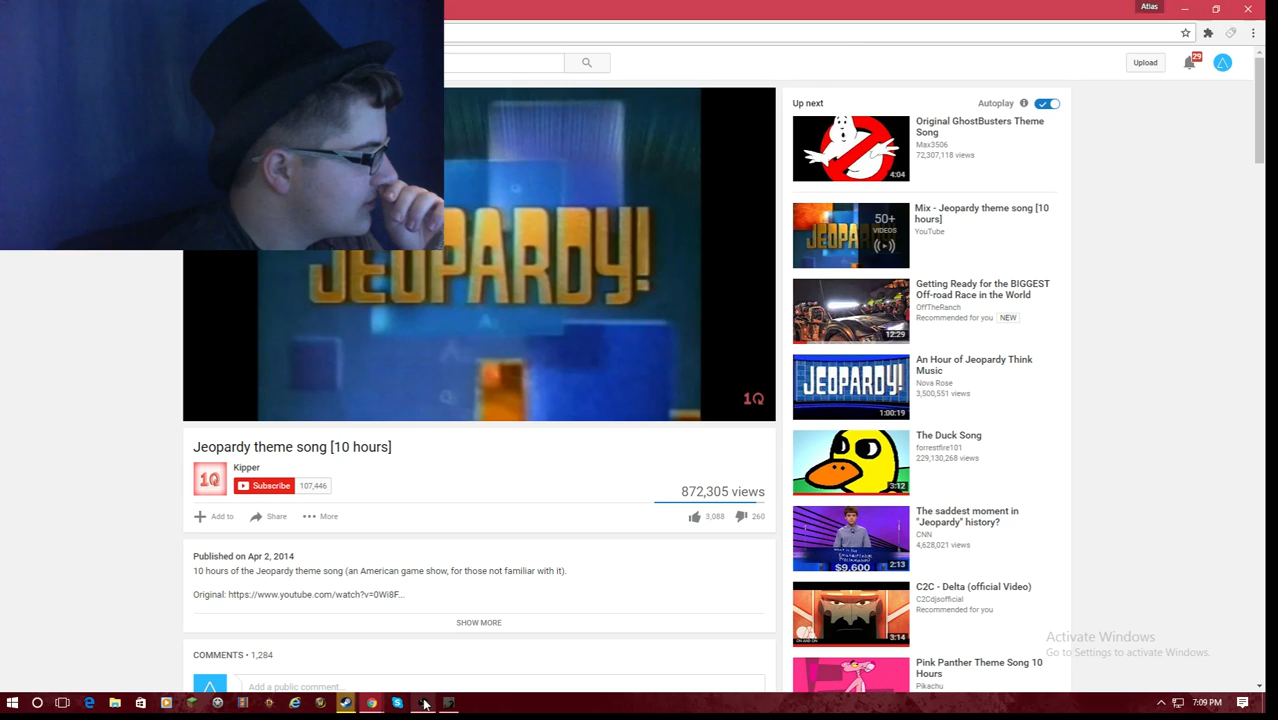 Atlas
Upload
29
JEOPARDY!
1Q
Up next
Autoplay
Original GhostBusters Theme
Song
Max3506
72,307,118 views
4:04
50+
VIDEOS
Mix - Jeopardy theme song [10
hours]
YouTube
Getting Ready for the BIGGEST
Off-road Race in the World
OffTheRanch
Recommended for you NEW
12:29
JEOPARDY!
An Hour of Jeopardy Think
Music
Nova Rose
3,500,551 views
1:00:19
The Duck Song
forrestfire101
229,130,268 views
3:12
The saddest moment in
"Jeopardy" history?
CNN
4,628,021 views
$9,600
2:13
C2C - Delta (official Video)
C2Cdjsofficial
Recommended for you
3:14
Pink Panther Theme Song 10
Hours
Pikachu
Jeopardy theme song [10 hours]
1Q
Kipper
Subscribe 107,446
872,305 views
Add to Share More
3,088 260
Published on Apr 2, 2014
10 hours of the Jeopardy theme song (an American game show, for those not familiar with it).
Original: https://www.youtube.com/watch?v=0Wi8F...
SHOW MORE
COMMENTS • 1,284
Add a public comment...
Activate Windows
Go to Settings to activate Windows.
7:09 PM